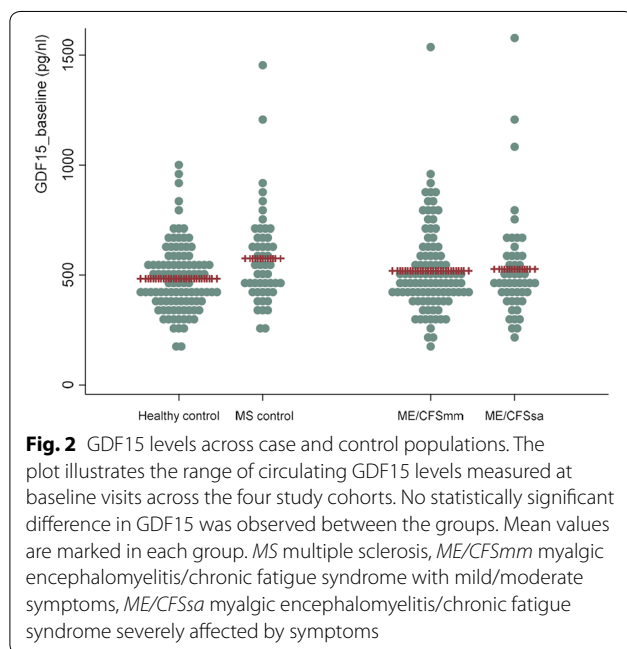 GDF15_baseline (pg/nl)
1500
1000
500
0
Healthy control MS control ME/CFSmm ME/CFSsa
Fig. 2 GDF15 levels across case and control populations. The
plot illustrates the range of circulating GDF15 levels measured at
baseline visits across the four study cohorts. No statistically significant
difference in GDF15 was observed between the groups. Mean values
are marked in each group. MS multiple sclerosis, ME/CFSmm myalgic
encephalomyelitis/chronic fatigue syndrome with mild/moderate
symptoms, ME/CFSsa myalgic encephalomyelitis/chronic fatigue
syndrome severely affected by symptoms